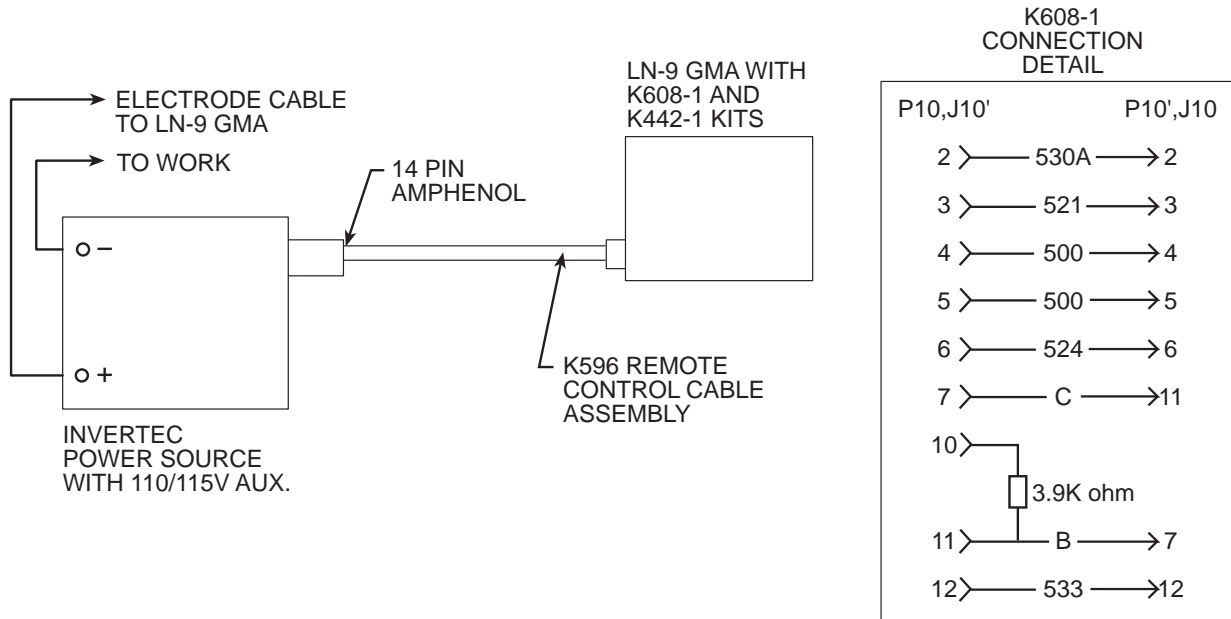 ELECTRODE CABLE
TO LN-9 GMA
TO WORK
14 PIN
AMPHENOL
LN-9 GMA WITH
K608-1 AND
K442-1 KITS
−
+
K596 REMOTE
CONTROL CABLE
ASSEMBLY
INVERTEC
POWER SOURCE
WITH 110/115V AUX.
K608-1
CONNECTION
DETAIL
P10,J10' P10',J10
2 530A 2
3 521 3
4 500 4
5 500 5
6 524 6
7 C 11
10
3.9K ohm
11 B 7
12 533 12